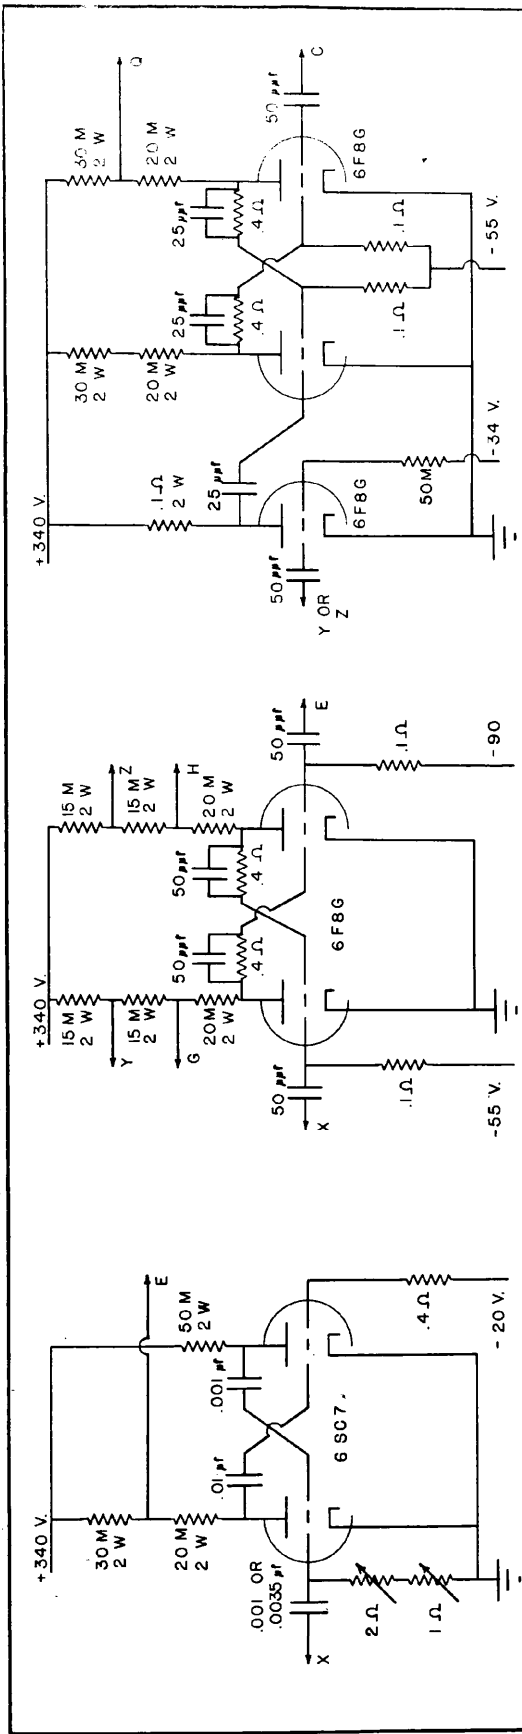 +340 V.
30 M
2 W
E
20 M
2 W
50 M
2 W
.01 µf
.001 µf
.001 OR
.0035 µf
X
6SC7
2 Ω
1 Ω
.4 Ω
-20 V.
+340 V.
15 M
2 W
15 M
2 W
Y
Z
15 M
2 W
15 M
2 W
G
H
20 M
2 W
20 M
2 W
50 µµf
50 µµf
.4 Ω
.4 Ω
50 µµf
50 µµf
X
E
6F8G
.1 Ω
.1 Ω
-55 V.
-90
+340 V.
30 M
2 W
30 M
2 W
Q
.1 Ω
2 W
20 M
2 W
20 M
2 W
25 µµf
25 µµf
25 µµf
.4 Ω
.4 Ω
50 µµf
50 µµf
Y OR
Z
C
6F8G
6F8G
50 M
.1 Ω
.1 Ω
-34 V.
-55 V.